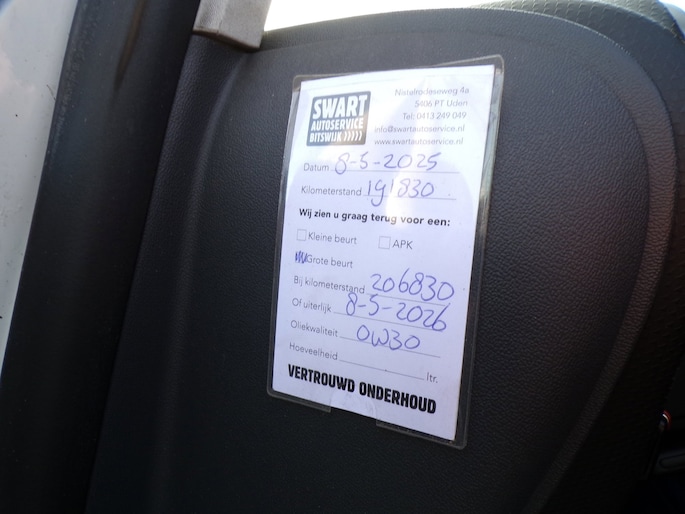 SWART
AUTOSERVICE
BITSWIJK
Nistelrodeseweg 4a
5406 PT Uden
Tel: 0413 249 049
info@swartautoservice.nl
www.swartautoservice.nl
Datum 8-5-2025
Kilometerstand 191830
Wij zien u graag terug voor een:
Kleine beurt APK
Grote beurt
Bij kilometerstand 206830
Of uiterlijk 8-5-2026
Oliekwaliteit 0W30
Hoeveelheid ltr.
VERTROUWD ONDERHOUD